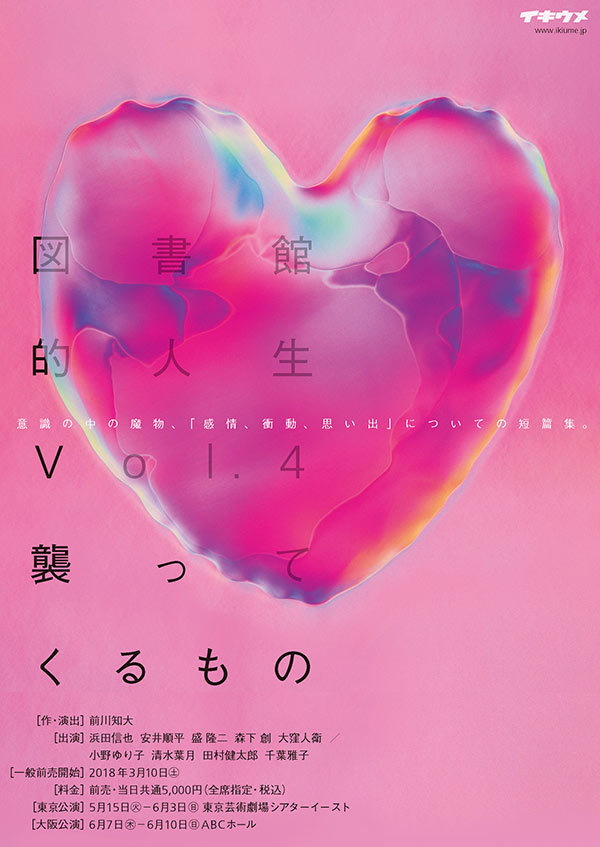 イキウメ
www.ikiume.jp
図書館
的人生
Vol.4
襲って
くるもの
意識の中の魔物、「感情、衝動、思い出」についての短篇集。
［作・演出］前川知大
［出演］浜田信也 安井順平 盛 隆二 森下 創 大窪人衛 ／
小野ゆり子 清水葉月 田村健太郎 千葉雅子
［一般前売開始］2018年3月10日㊏
［料金］前売・当日共通5,000円（全席指定・税込）
［東京公演］5月15日㊋－6月3日㊐ 東京芸術劇場シアターイースト
［大阪公演］6月7日㊍－6月10日㊐ ABCホール